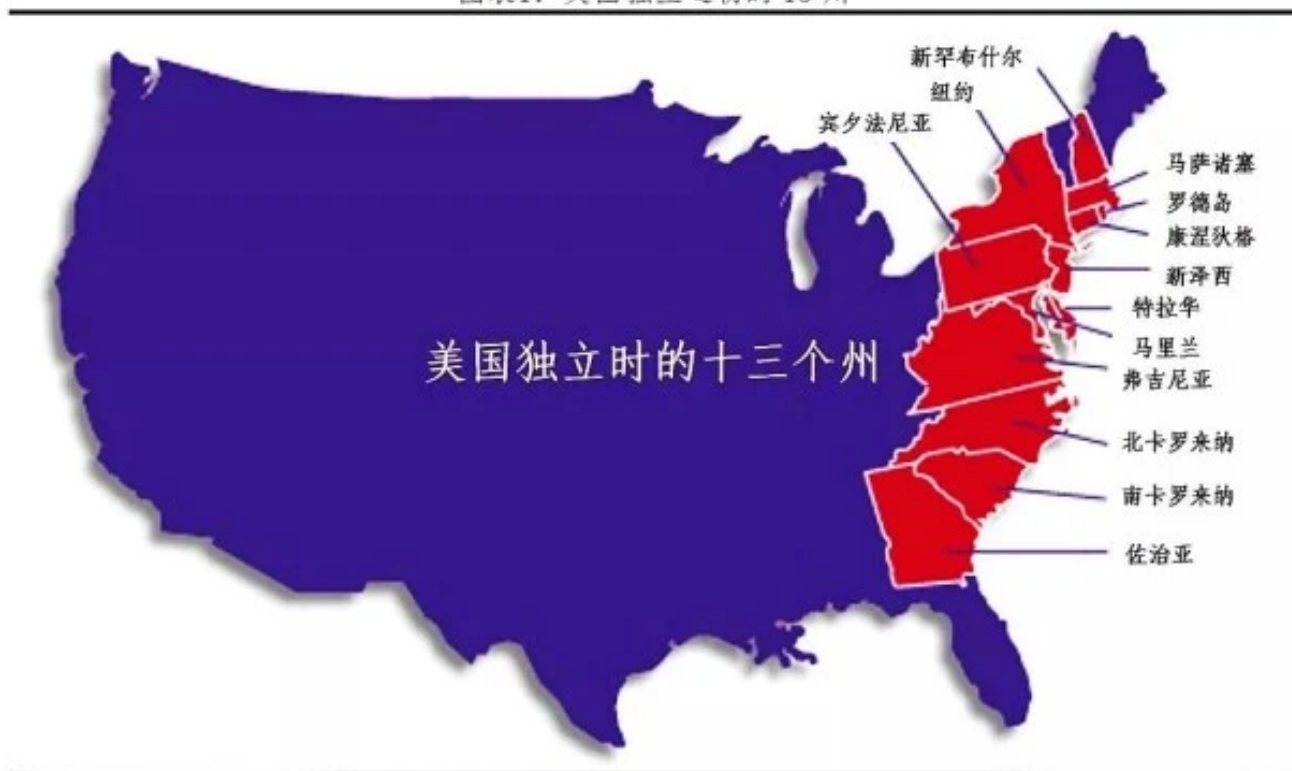 新罕布什尔
纽约
宾夕法尼亚
马萨诸塞
罗德岛
康涅狄格
新泽西
特拉华
马里兰
美国独立时的十三个州
弗吉尼亚
北卡罗来纳
南卡罗来纳
佐治亚